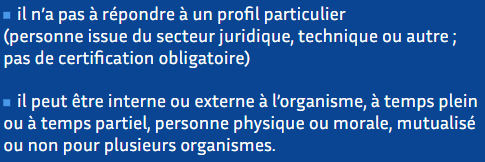 ▪ il n’a pas à répondre à un profil particulier
(personne issue du secteur juridique, technique ou autre ;
pas de certification obligatoire)
▪ il peut être interne ou externe à l’organisme, à temps plein
ou à temps partiel, personne physique ou morale, mutualisé
ou non pour plusieurs organismes.